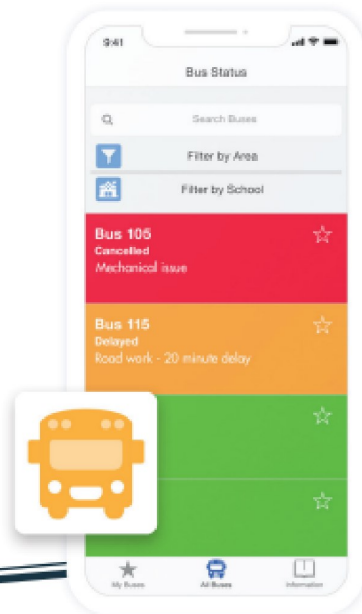 9:41
Bus Status
Search Buses
Filter by Area
Filter by School
Bus 105
Cancelled
Mechanical issue
Bus 115
Delayed
Road work - 20 minute delay
My Buses
All Buses
Information